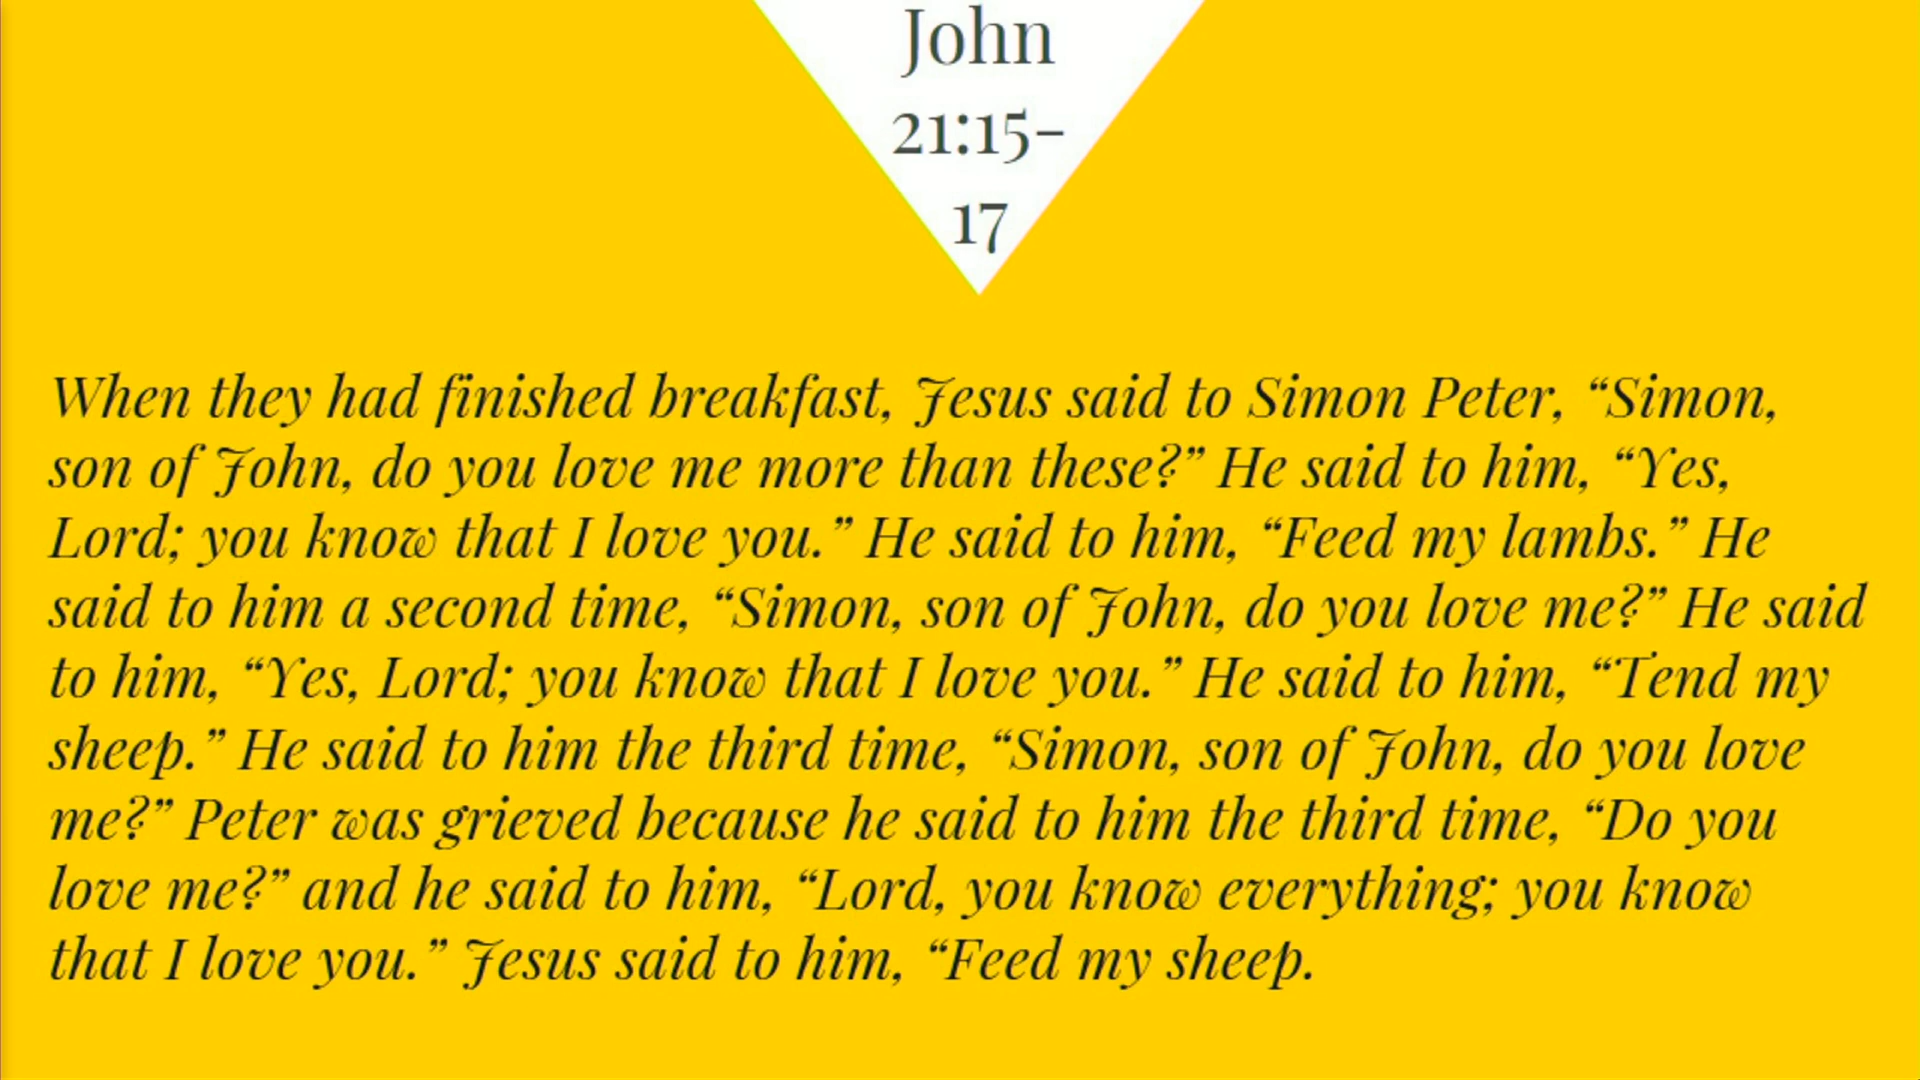 John
21:15-
17
When they had finished breakfast, Jesus said to Simon Peter, “Simon,
son of John, do you love me more than these?” He said to him, “Yes,
Lord; you know that I love you.” He said to him, “Feed my lambs.” He
said to him a second time, “Simon, son of John, do you love me?” He said
to him, “Yes, Lord; you know that I love you.” He said to him, “Tend my
sheep.” He said to him the third time, “Simon, son of John, do you love
me?” Peter was grieved because he said to him the third time, “Do you
love me?” and he said to him, “Lord, you know everything; you know
that I love you.” Jesus said to him, “Feed my sheep.